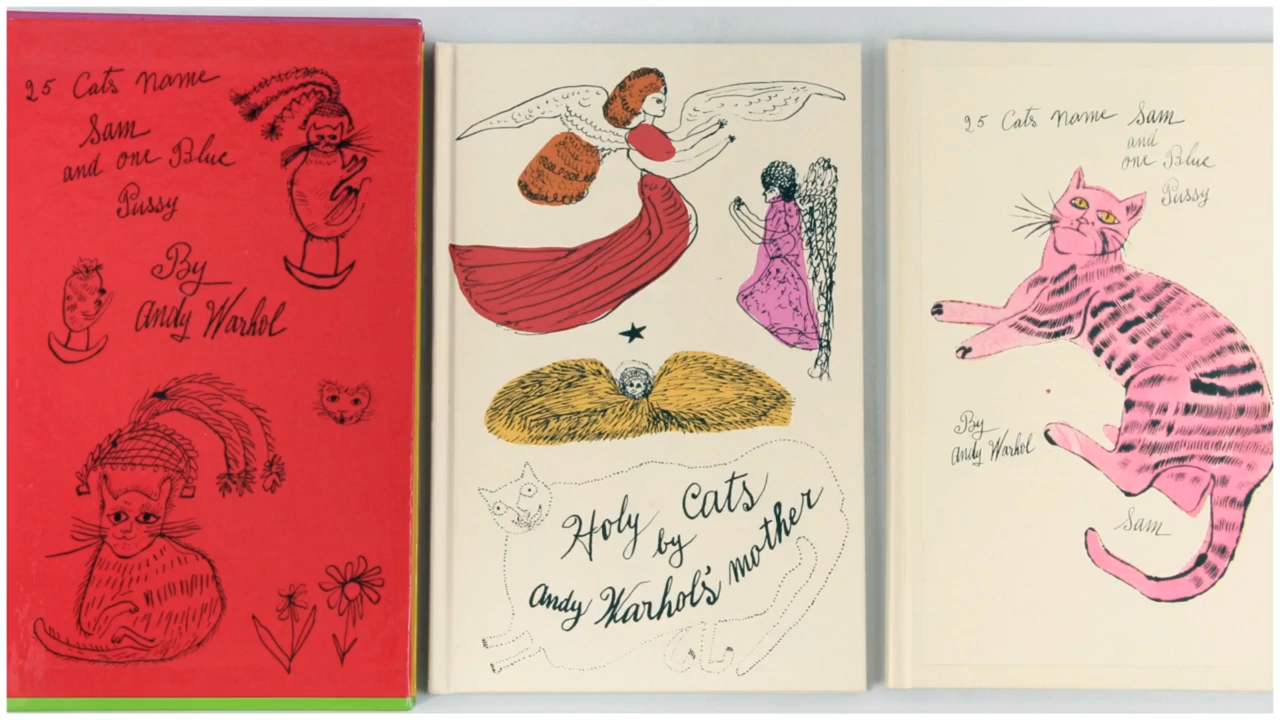 25 Cats name
Sam
and one Blue
Pussy
By
Andy Warhol
Holy Cats
by
Andy Warhol's mother
25 Cats name Sam
and
one Blue
Pussy
By
Andy Warhol
Sam